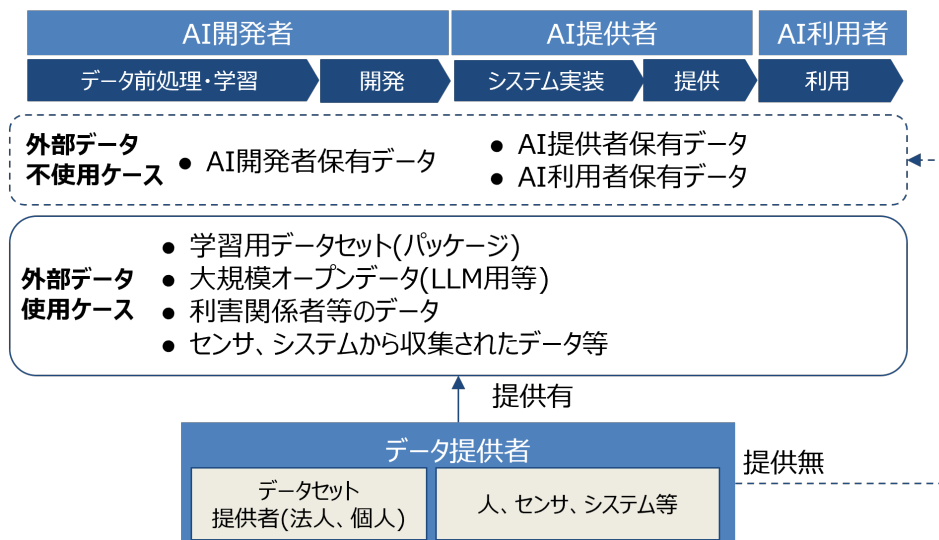 AI開発者
AI提供者
AI利用者
データ前処理・学習
開発
システム実装
提供
利用
外部データ
不使用ケース
● AI開発者保有データ
● AI提供者保有データ
● AI利用者保有データ
外部データ
使用ケース
● 学習用データセット(パッケージ)
● 大規模オープンデータ(LLM用等)
● 利害関係者等のデータ
● センサ、システムから収集されたデータ等
提供有
データ提供者
提供無
データセット
提供者(法人、個人)
人、センサ、システム等